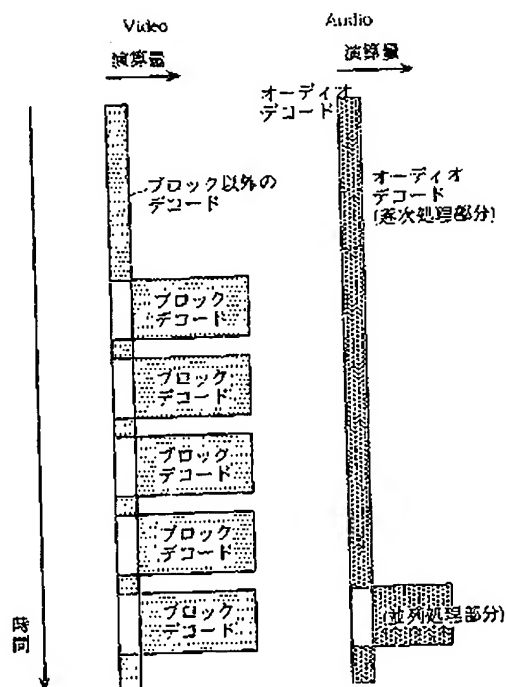 Video
演算量
ブロック以外の
デコード
ブロック
デコード
ブロック
デコード
ブロック
デコード
ブロック
デコード
ブロック
デコード
時間
Audio
演算量
オーディオ
デコード
オーディオ
デコード
(逐次処理部分)
(並列処理部分)